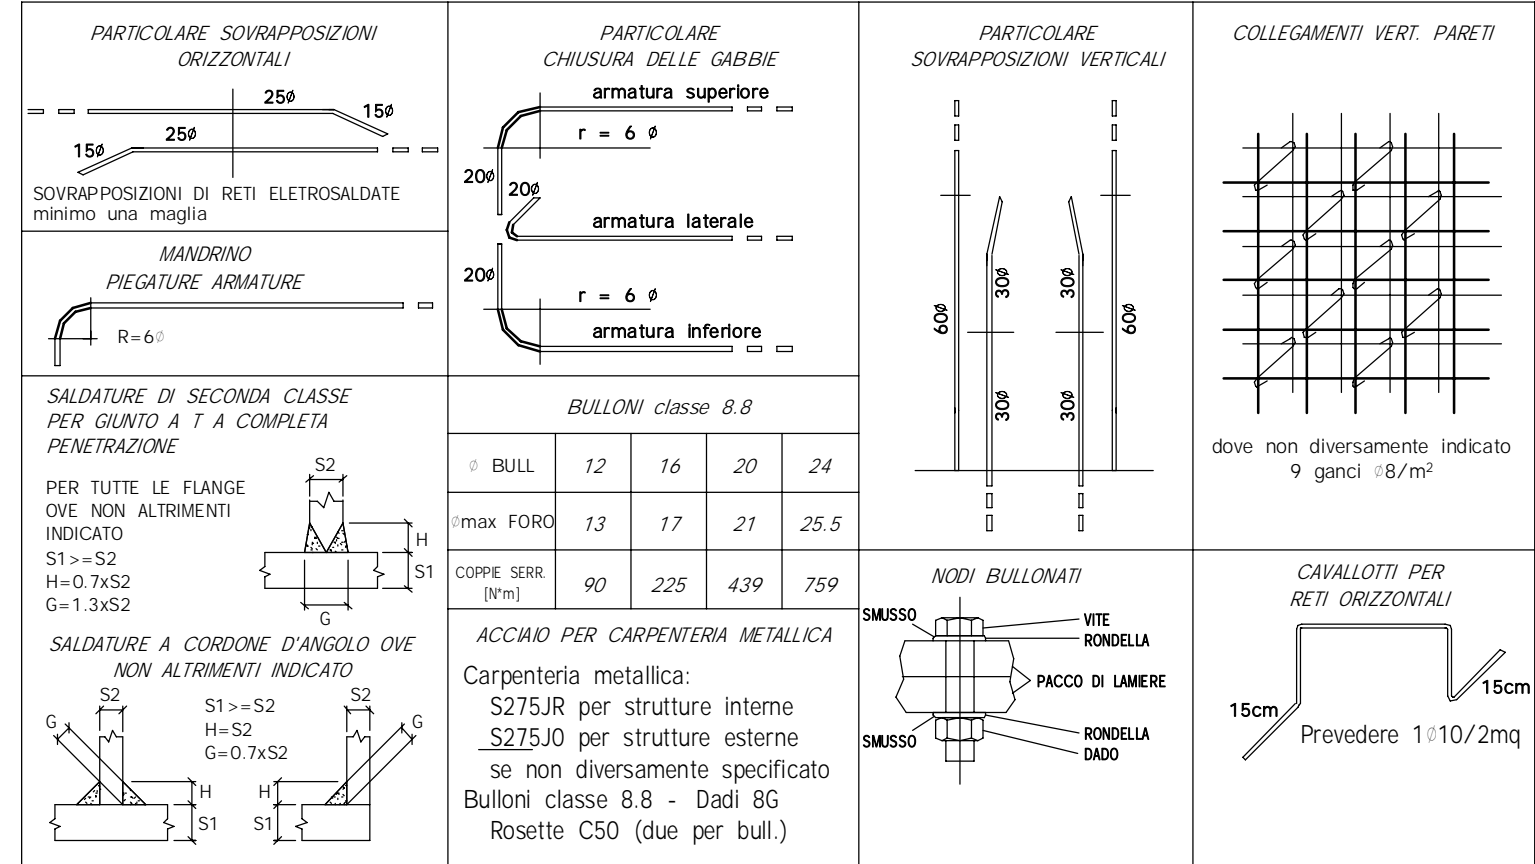 PARTICOLARE SOVRAPPOSIZIONI
ORIZZONTALI
25ø
15ø
25ø
15ø
SOVRAPPOSIZIONI DI RETI ELETROSALDATE
minimo una maglia
MANDRINO
PIEGATURE ARMATURE
R=6ø
PARTICOLARE
CHIUSURA DELLE GABBIE
armatura superiore
r = 6 ø
20ø
20ø
armatura laterale
20ø
r = 6 ø
armatura inferiore
PARTICOLARE
SOVRAPPOSIZIONI VERTICALI
60ø
30ø
30ø
60ø
30ø
30ø
COLLEGAMENTI VERT. PARETI
dove non diversamente indicato
9 ganci ø8/m²
SALDATURE DI SECONDA CLASSE
PER GIUNTO A T A COMPLETA
PENETRAZIONE
PER TUTTE LE FLANGE
OVE NON ALTRIMENTI
INDICATO
S1>=S2
H=0.7xS2
G=1.3xS2
S2
H
S1
G
SALDATURE A CORDONE D'ANGOLO OVE
NON ALTRIMENTI INDICATO
S2
G
H
S1
S1>=S2
H=S2
G=0.7xS2
S2
G
H
S1
BULLONI classe 8.8
ø BULL 12 16 20 24
ømax FORO 13 17 21 25.5
COPPIE SERR.
[N*m] 90 225 439 759
ACCIAIO PER CARPENTERIA METALLICA
Carpenteria metallica:
S275JR per strutture interne
S275J0 per strutture esterne
se non diversamente specificato
Bulloni classe 8.8 - Dadi 8G
Rosette C50 (due per bull.)
NODI BULLONATI
SMUSSO
VITE
RONDELLA
PACCO DI LAMIERE
SMUSSO
RONDELLA
DADO
CAVALLOTTI PER
RETI ORIZZONTALI
15cm
15cm
Prevedere 1ø10/2mq